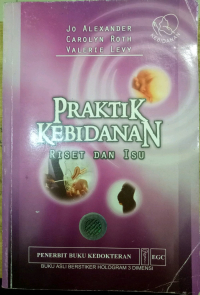 JO ALEXANDER
CAROLYN ROTH
VALERIE LEVY
PRAKTIK
KEBIDANAN
RISET DAN ISU
PENERBIT BUKU KEDOKTERAN EGC
BUKU ASLI BERSTIKER HOLOGRAM 3 DIMENSI